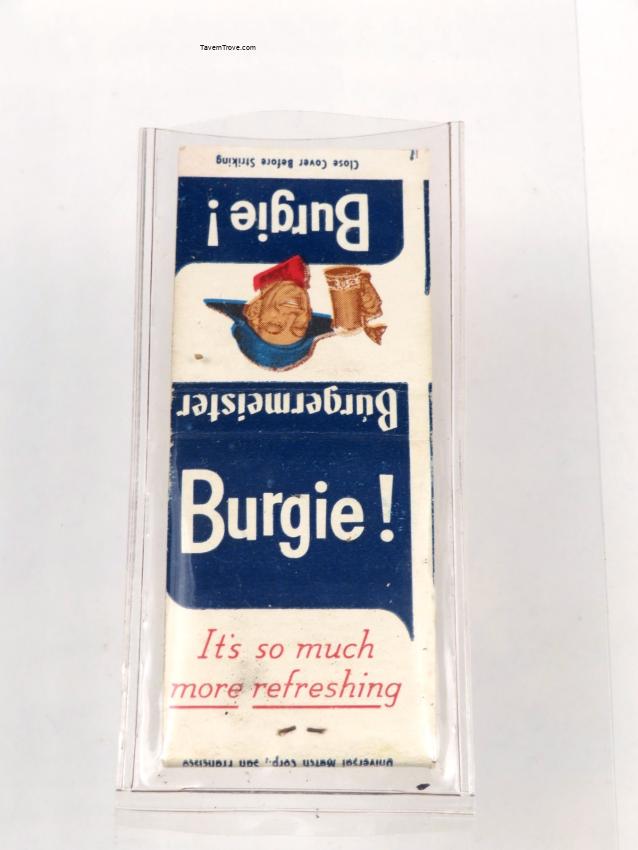 TavernTrove.com
Close Cover Before Striking
Burgie!
Burgermeister
Burgie!
It's so much
more refreshing
Universal Match Corp., San Francisco